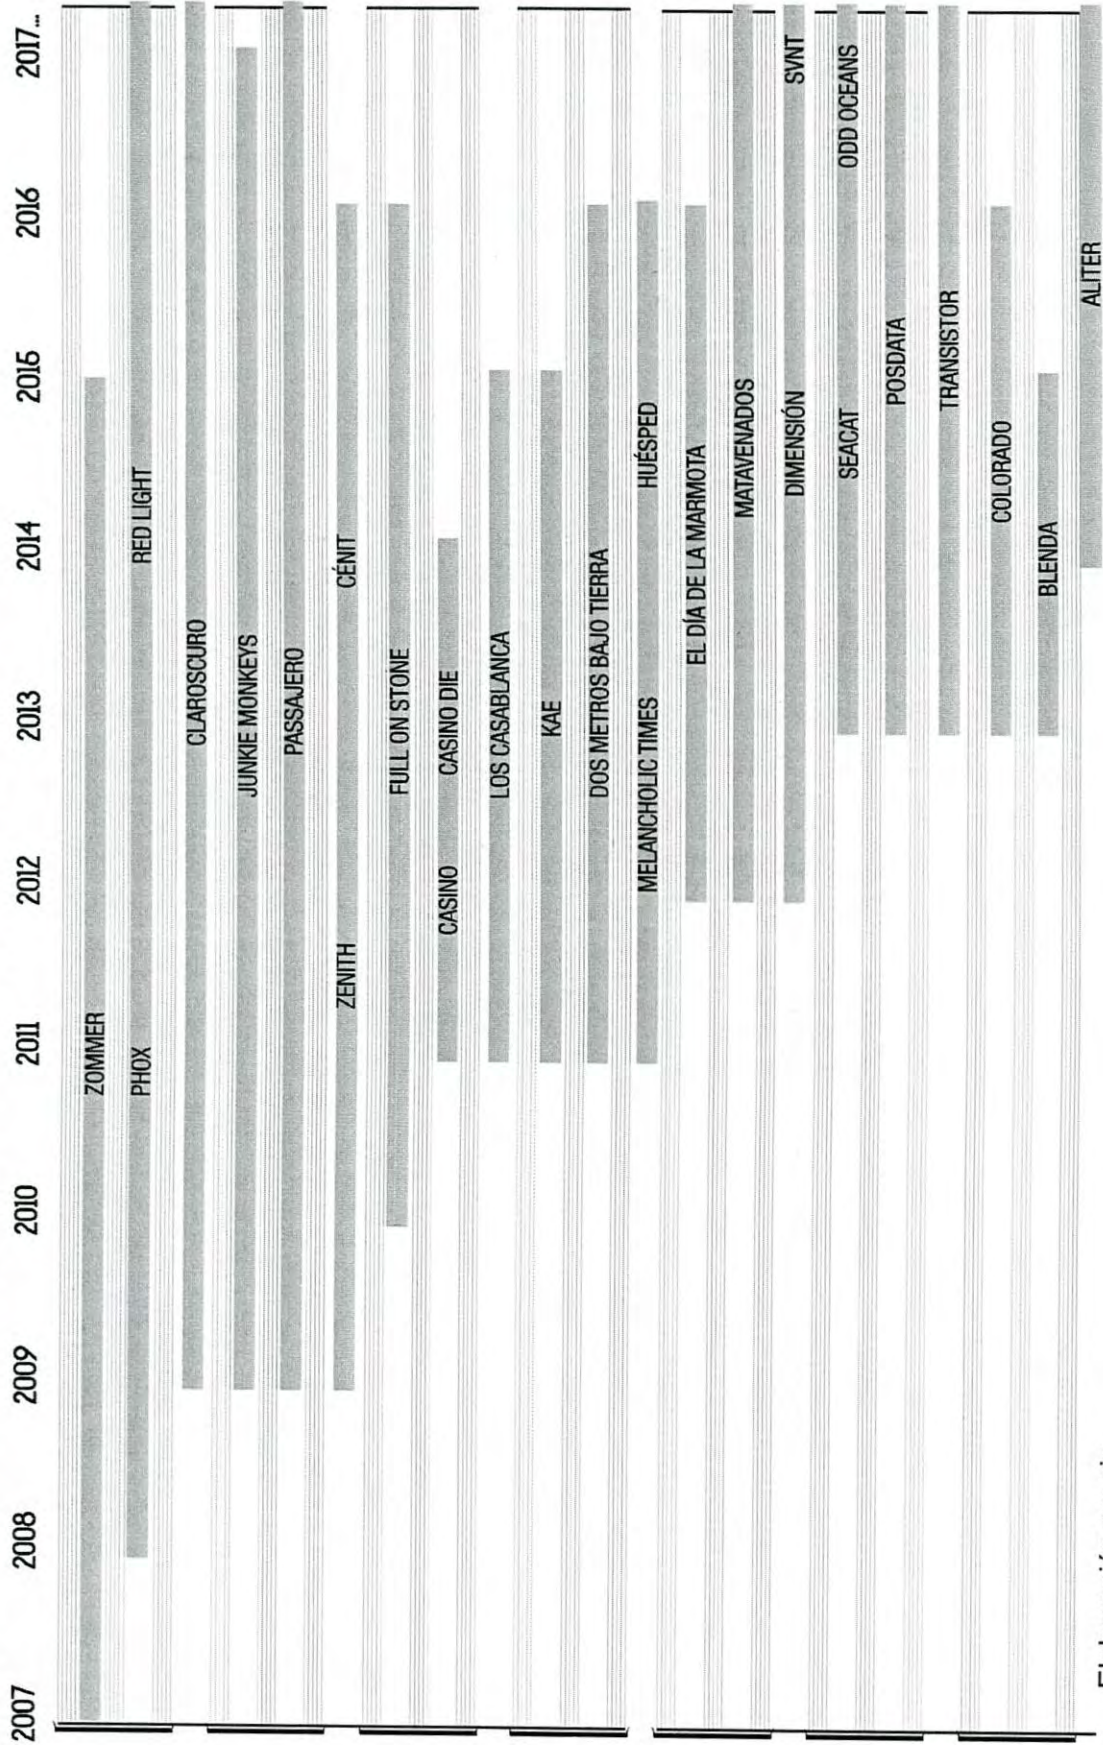 2007 2008 2009 2010 2011 2012 2013 2014 2015 2016 2017...
ZOMMER
PHOX RED LIGHT
CLAROSCURO
JUNKIE MONKEYS
PASSAJERO
ZENITH CÉNIT
FULL ON STONE
CASINO CASINO DIE
LOS CASABLANCA
KAE
DOS METROS BAJO TIERRA
MELANCHOLIC TIMES HUÉSPED
EL DÍA DE LA MARMOTA
MATAVENADOS
DIMENSIÓN SVNT
SEACAT ODD OCEANS
POSDATA
TRANSISTOR
COLORADO
BLENDA
ALITER